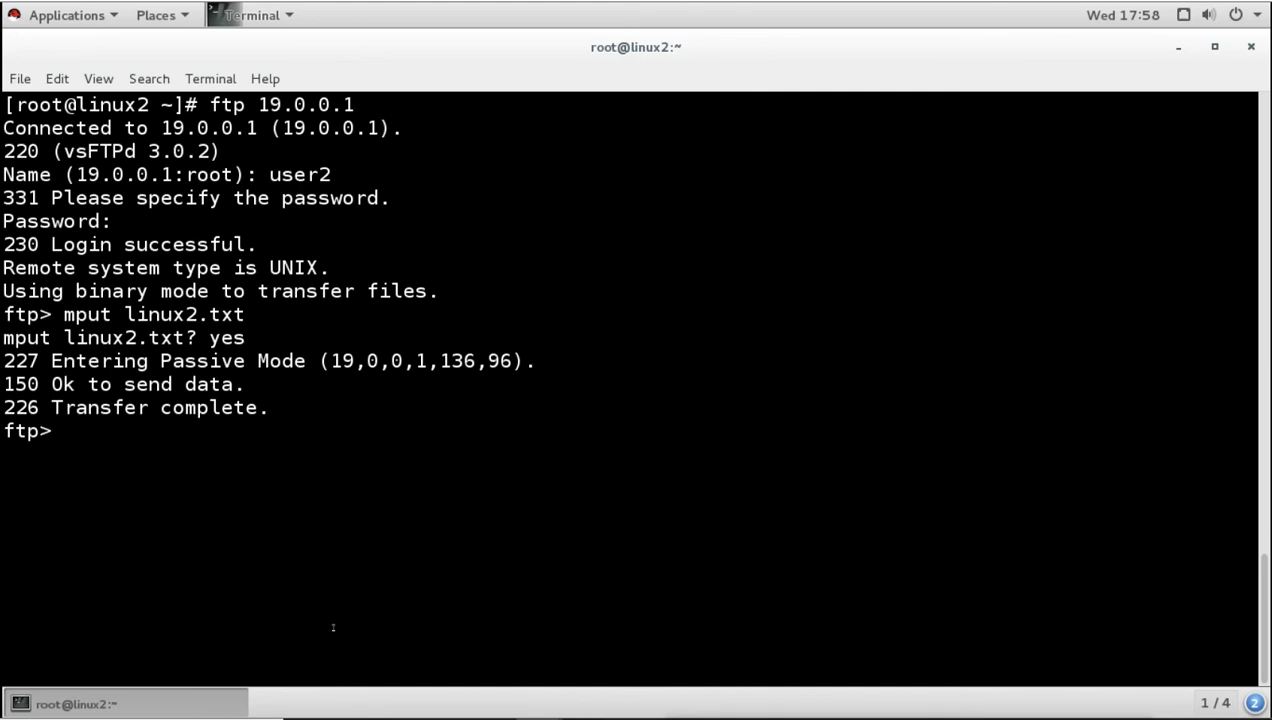 Applications Places Terminal Wed 17:58
root@linux2:~
File Edit View Search Terminal Help
[root@linux2 ~]# ftp 19.0.0.1
Connected to 19.0.0.1 (19.0.0.1).
220 (vsFTPd 3.0.2)
Name (19.0.0.1:root): user2
331 Please specify the password.
Password:
230 Login successful.
Remote system type is UNIX.
Using binary mode to transfer files.
ftp> mput linux2.txt
mput linux2.txt? yes
227 Entering Passive Mode (19,0,0,1,136,96).
150 Ok to send data.
226 Transfer complete.
ftp>
root@linux2:~ 1 / 4 2